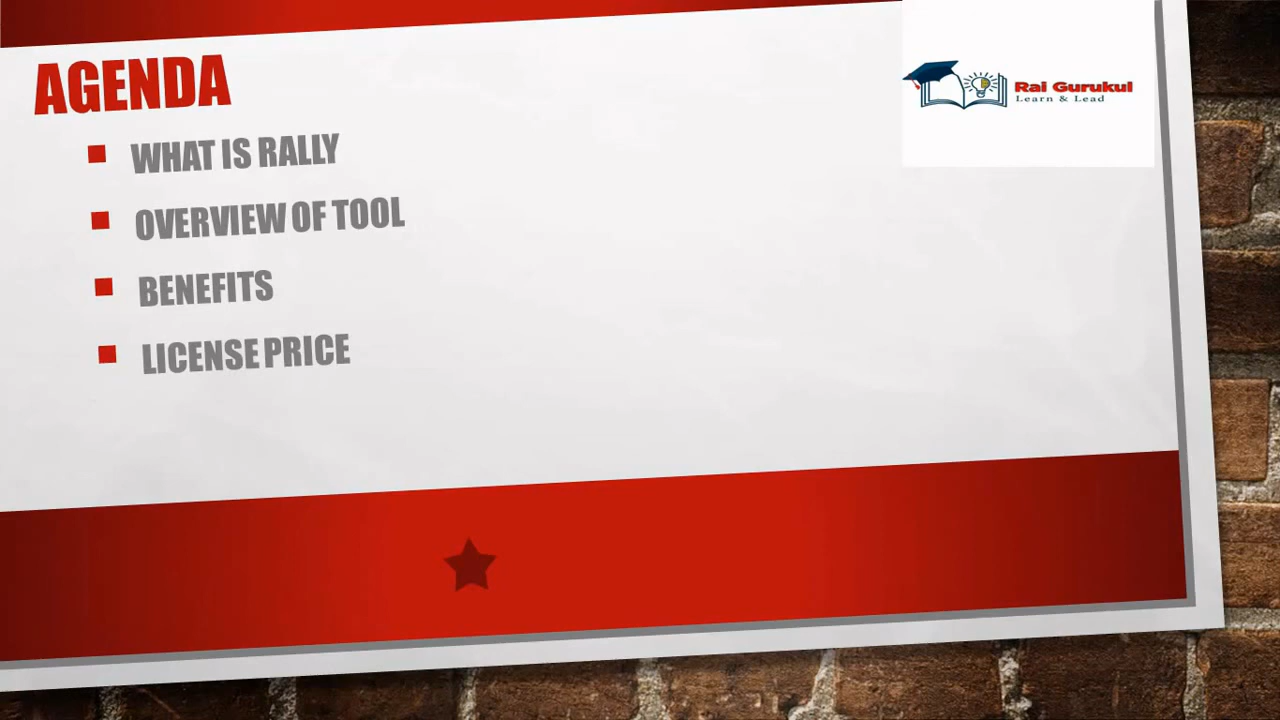 AGENDA
WHAT IS RALLY
OVERVIEW OF TOOL
BENEFITS
LICENSE PRICE
Rai Gurukul
Learn & Lead